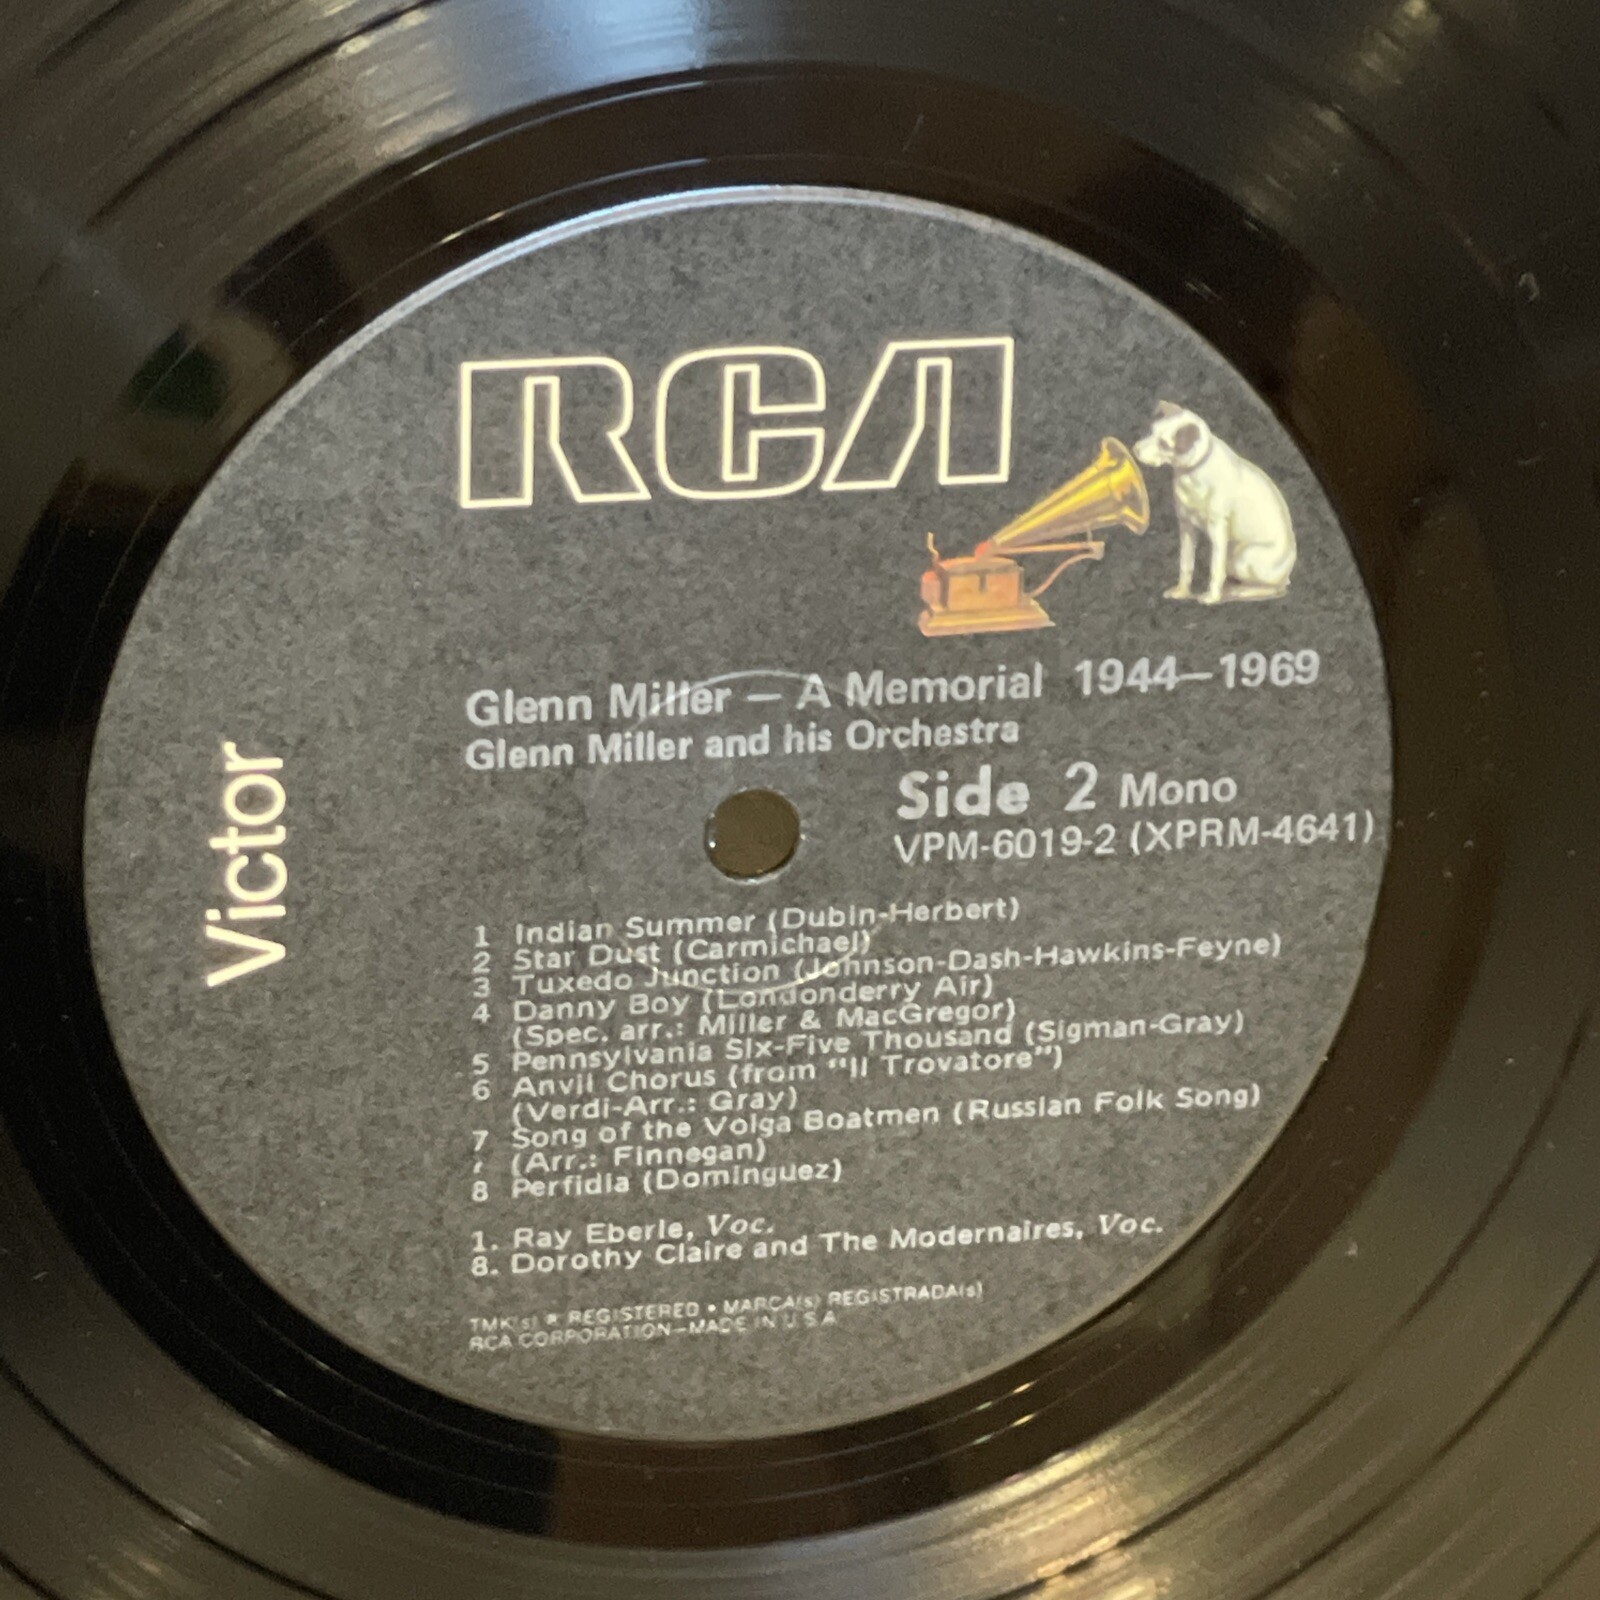 RCA
Victor
Glenn Miller — A Memorial 1944—1969
Glenn Miller and his Orchestra
Side 2 Mono
VPM-6019-2 (XPRM-4641)
1 Indian Summer (Dubin-Herbert)
2 Star Dust (Carmichael)
3 Tuxedo Junction (Johnson-Dash-Hawkins-Feyne)
4 Danny Boy (Londonderry Air)
(Spec. arr.: Miller & MacGregor)
5 Pennsylvania Six-Five Thousand (Sigman-Gray)
6 Anvil Chorus (from "Il Trovatore")
(Verdi-Arr.: Gray)
7 Song of the Volga Boatmen (Russian Folk Song)
(Arr.: Finnegan)
8 Perfidia (Dominguez)
1. Ray Eberle, Voc.
8. Dorothy Claire and The Modernaires, Voc.
TMK(s) ® REGISTERED • MARCA(s) REGISTRADA(s)
RCA CORPORATION—MADE IN U.S.A.